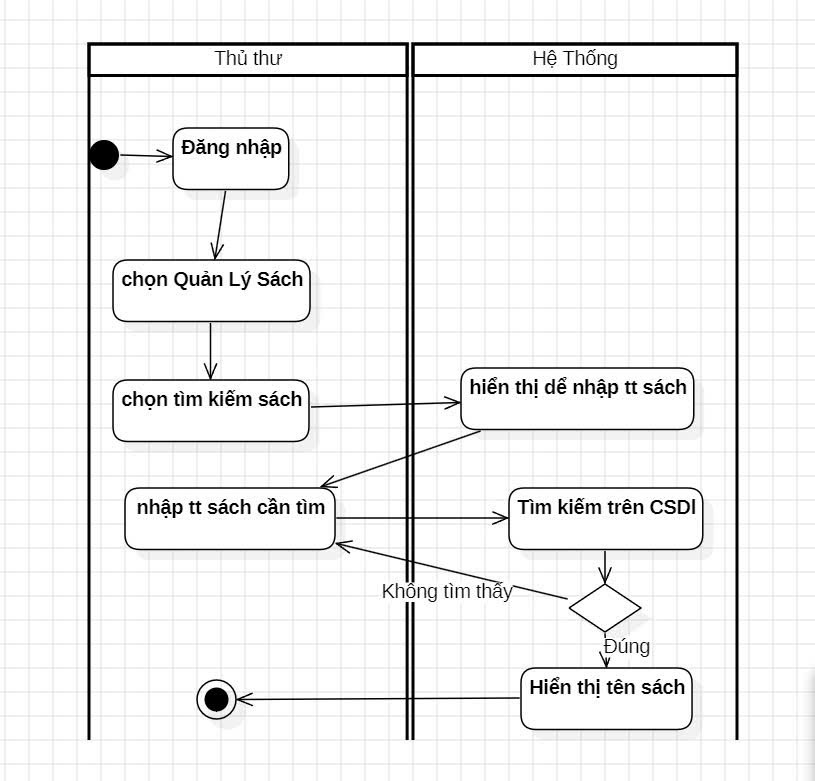 Thủ thư
Hệ Thống
Đăng nhập
chọn Quản Lý Sách
chọn tìm kiếm sách
hiển thị dể nhập tt sách
nhập tt sách cần tìm
Tìm kiếm trên CSDl
Không tìm thấy
Đúng
Hiển thị tên sách